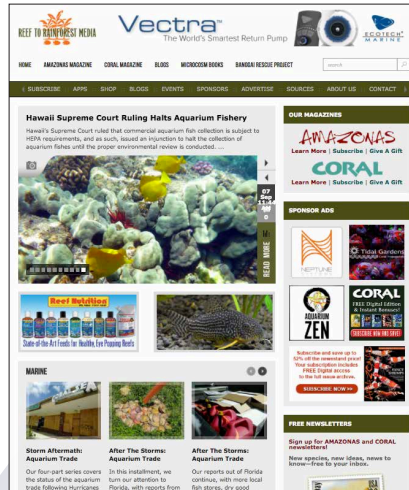 REEF TO RAINFOREST MEDIA
Vectra™
The World's Smartest Return Pump
ECOTECH
MARINE
HOME AMAZONAS MAGAZINE CORAL MAGAZINE BLOGS MICROCOSM BOOKS BANGGAI RESCUE PROJECT
search
SUBSCRIBE APPS SHOP BLOGS EVENTS SPONSORS ADVERTISE SOURCES ABOUT US CONTACT
Hawaii Supreme Court Ruling Halts Aquarium Fishery
Hawaii's Supreme Court ruled that commercial aquarium fish collection is subject to
HEPA requirements, and as such, issued an injunction to halt the collection of
aquarium fishes until the proper environmental review is conducted. ...
07
Sep
11:44
0
READ MORE
Reef Nutrition
State-of-the-Art Feeds for Healthy, Eye Popping Reefs
MARINE
Storm Aftermath:
Aquarium Trade
Our four-part series covers
the status of the aquarium
trade following Hurricanes
After The Storms:
Aquarium Trade
In this installment, we
turn our attention to
Florida, with reports from
After The Storms:
Aquarium Trade
Our reports out of Florida
continue, with more local
fish stores, dry good
OUR MAGAZINES
AMAZONAS
Learn More | Subscribe | Give A Gift
CORAL
Learn More | Subscribe | Give A Gift
SPONSOR ADS
NEPTUNE
Tidal Gardens
AQUARIUM
ZEN
CORAL
FREE Digital Edition
& Instant Bonuses!
SUBSCRIBE NOW AND SAVE!
Subscribe and save up to
52% off the newsstand price!
Your subscription includes
FREE Digital access
to the full issue archive.
SUBSCRIBE NOW >>
FREE NEWSLETTERS
Sign up for AMAZONAS and CORAL
newsletters!
New species, new ideas, news to
know—free to your inbox.